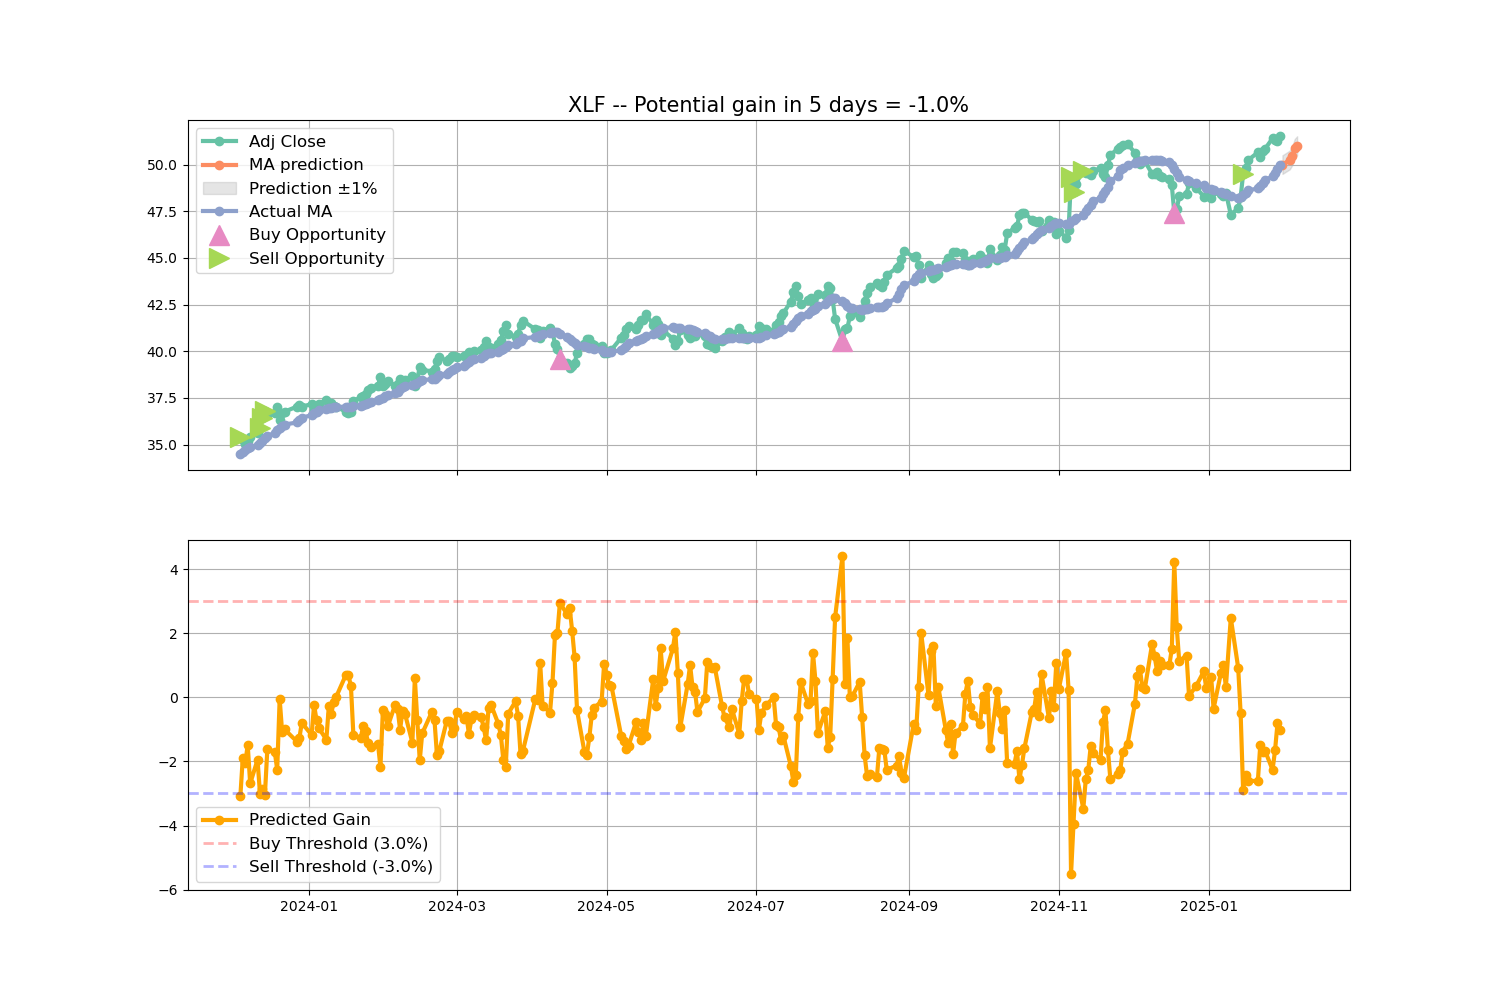 XLF -- Potential gain in 5 days = -1.0%
Adj Close
MA prediction
Prediction ±1%
Actual MA
Buy Opportunity
Sell Opportunity
50.0
47.5
45.0
42.5
40.0
37.5
35.0
4
2
0
−2
−4
−6
Predicted Gain
Buy Threshold (3.0%)
Sell Threshold (-3.0%)
2024-01 2024-03 2024-05 2024-07 2024-09 2024-11 2025-01